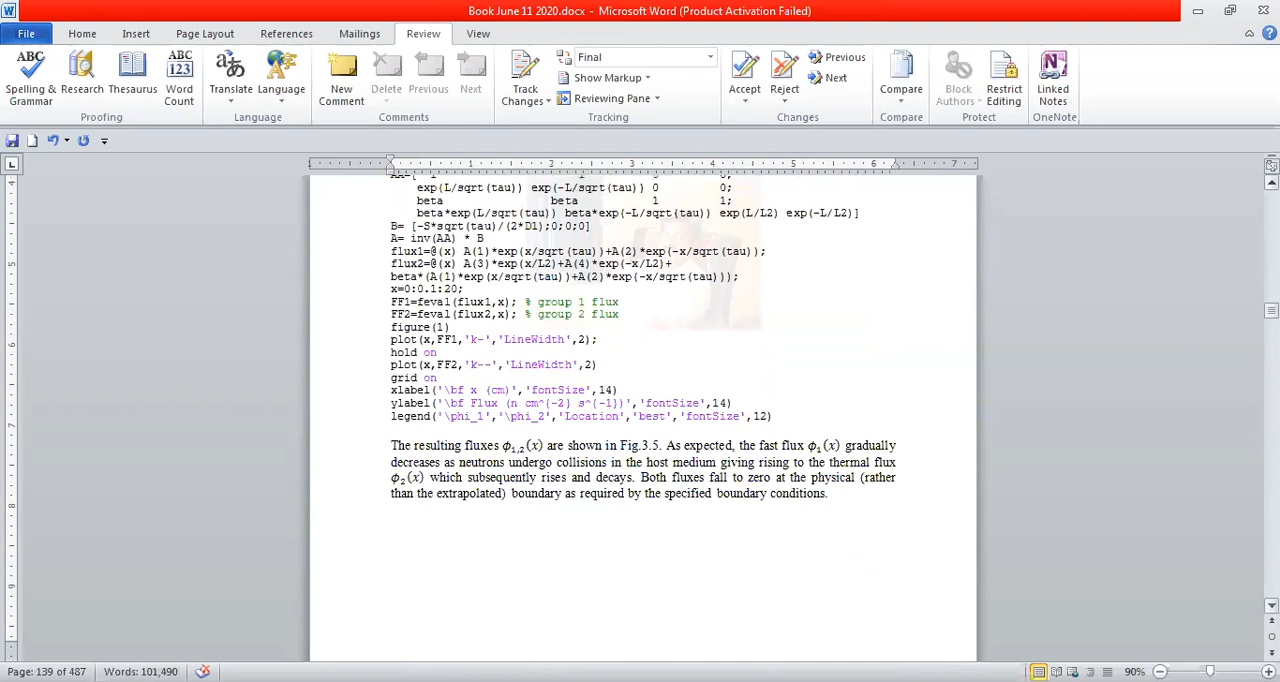 Book June 11 2020.docx - Microsoft Word (Product Activation Failed)
File Home Insert Page Layout References Mailings Review View
Spelling & Grammar
Research
Thesaurus
Word Count
Translate
Language
New Comment
Delete
Previous
Next
Track Changes
Final
Show Markup
Reviewing Pane
Accept
Reject
Previous
Next
Compare
Block Authors
Restrict Editing
Linked Notes
Proofing Language Comments Tracking Changes Compare Protect OneNote
1 1 2 3 4 5 6 7
exp(L/sqrt(tau)) exp(-L/sqrt(tau)) 0 0;
beta beta 1 1;
beta*exp(L/sqrt(tau)) beta*exp(-L/sqrt(tau)) exp(L/L2) exp(-L/L2)]
B= [-S*sqrt(tau)/(2*D1);0;0;0]
A= inv(AA) * B
flux1=@(x) A(1)*exp(x/sqrt(tau))+A(2)*exp(-x/sqrt(tau));
flux2=@(x) A(3)*exp(x/L2)+A(4)*exp(-x/L2)+
beta*(A(1)*exp(x/sqrt(tau))+A(2)*exp(-x/sqrt(tau)));
x=0:0.1:20;
FF1=feval(flux1,x); % group 1 flux
FF2=feval(flux2,x); % group 2 flux
figure(1)
plot(x,FF1,'k-','LineWidth',2);
hold on
plot(x,FF2,'k--','LineWidth',2)
grid on
xlabel('\bf x (cm)','fontSize',14)
ylabel('\bf Flux (n cm^{-2} s^{-1})','fontSize',14)
legend('\phi_1','\phi_2','Location','best','fontSize',12)
The resulting fluxes ϕ₁,₂(x) are shown in Fig.3.5. As expected, the fast flux ϕ₁(x) gradually
decreases as neutrons undergo collisions in the host medium giving rising to the thermal flux
ϕ₂(x) which subsequently rises and decays. Both fluxes fall to zero at the physical (rather
than the extrapolated) boundary as required by the specified boundary conditions.
Page: 139 of 487 Words: 101,490 90%